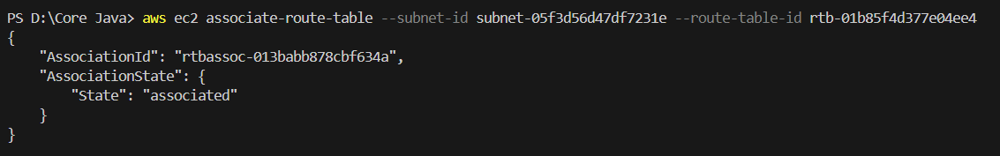 PS D:\Core Java> aws ec2 associate-route-table --subnet-id subnet-05f3d56d47df7231e --route-table-id rtb-01b85f4d377e04ee4
{
    "AssociationId": "rtbassoc-013babb878cbf634a",
    "AssociationState": {
        "State": "associated"
    }
}